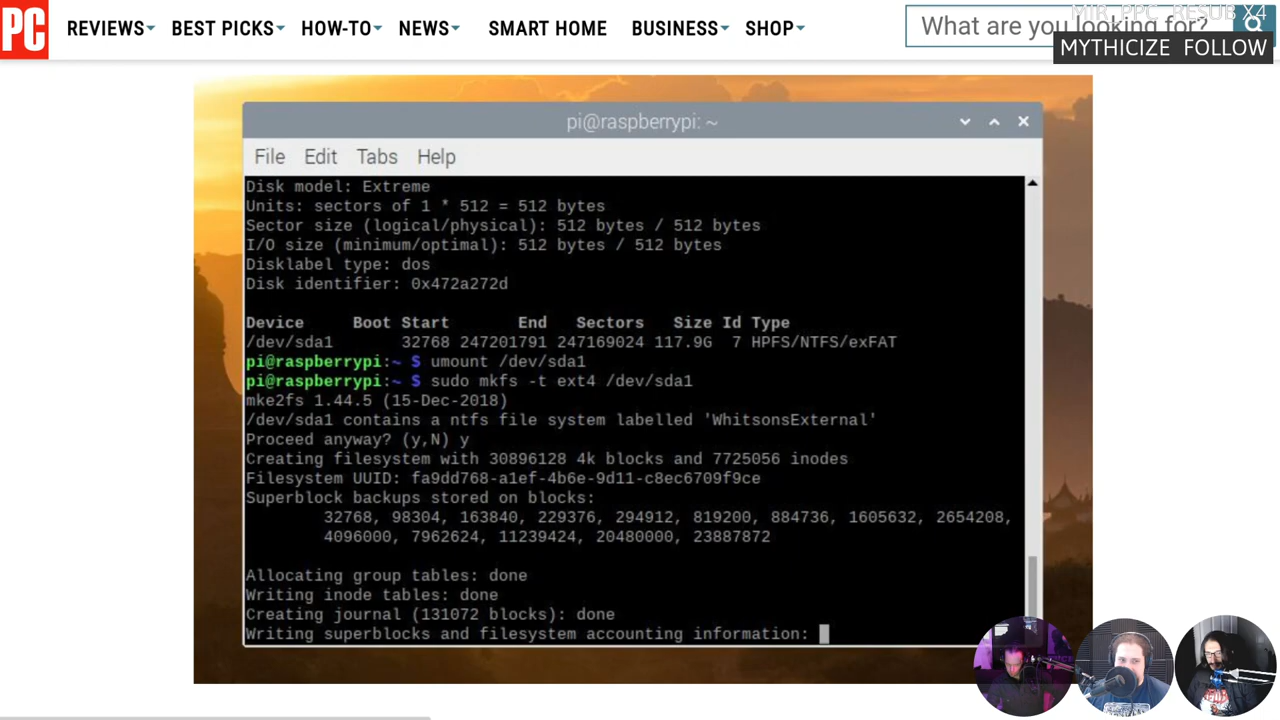 PC
REVIEWS BEST PICKS HOW-TO NEWS SMART HOME BUSINESS SHOP
What are you looking for?
MIR_PPC_ RESUB X4
MYTHICIZE FOLLOW
pi@raspberrypi: ~
File Edit Tabs Help
Disk model: Extreme
Units: sectors of 1 * 512 = 512 bytes
Sector size (logical/physical): 512 bytes / 512 bytes
I/O size (minimum/optimal): 512 bytes / 512 bytes
Disklabel type: dos
Disk identifier: 0x472a272d
Device Boot Start End Sectors Size Id Type
/dev/sda1 32768 247201791 247169024 117.9G 7 HPFS/NTFS/exFAT
pi@raspberrypi:~ $ umount /dev/sda1
pi@raspberrypi:~ $ sudo mkfs -t ext4 /dev/sda1
mke2fs 1.44.5 (15-Dec-2018)
/dev/sda1 contains a ntfs file system labelled 'WhitsonsExternal'
Proceed anyway? (y,N) y
Creating filesystem with 30896128 4k blocks and 7725056 inodes
Filesystem UUID: fa9dd768-a1ef-4b6e-9d11-c8ec6709f9ce
Superblock backups stored on blocks:
32768, 98304, 163840, 229376, 294912, 819200, 884736, 1605632, 2654208,
4096000, 7962624, 11239424, 20480000, 23887872
Allocating group tables: done
Writing inode tables: done
Creating journal (131072 blocks): done
Writing superblocks and filesystem accounting information: